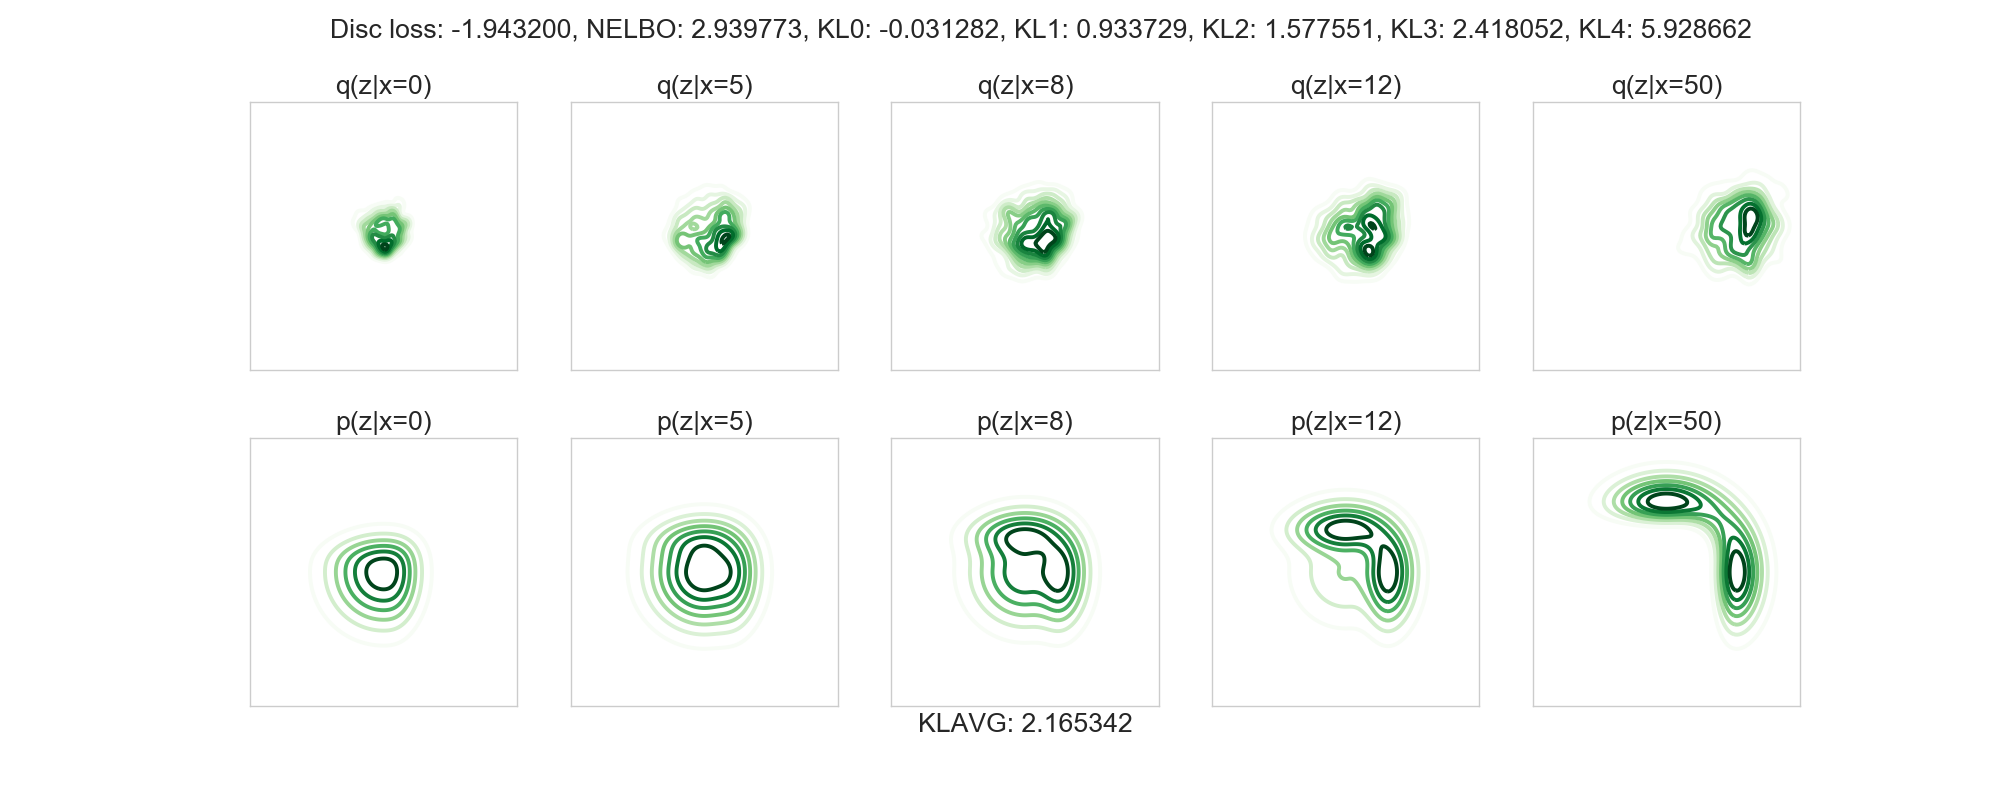 Disc loss: -1.943200, NELBO: 2.939773, KL0: -0.031282, KL1: 0.933729, KL2: 1.577551, KL3: 2.418052, KL4: 5.928662
q(z|x=0) q(z|x=5) q(z|x=8) q(z|x=12) q(z|x=50)
p(z|x=0) p(z|x=5) p(z|x=8) p(z|x=12) p(z|x=50)
KLAVG: 2.165342